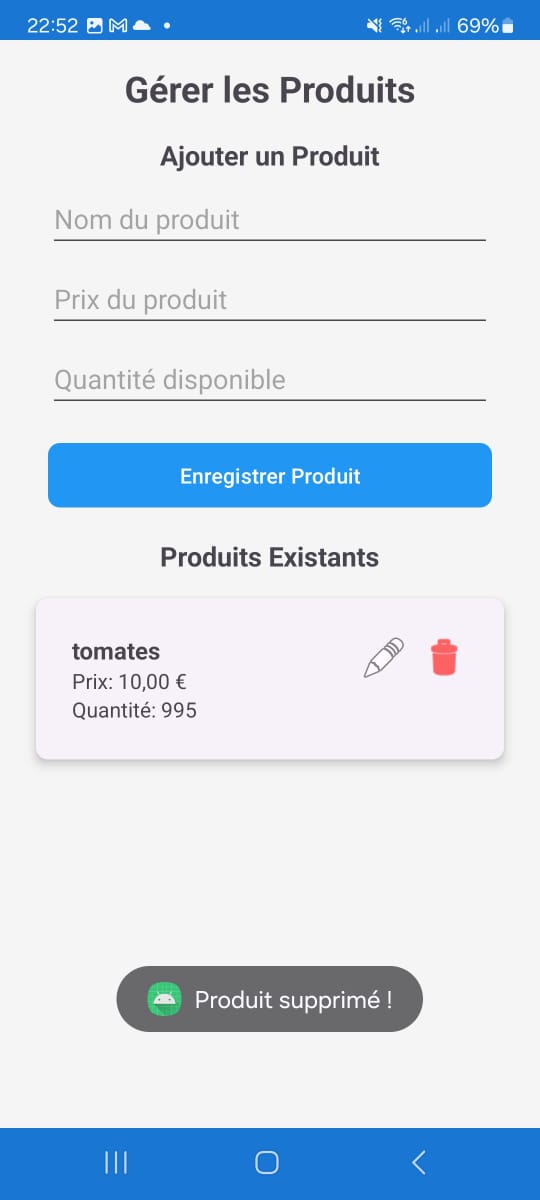 22:52 69%
Gérer les Produits
Ajouter un Produit
Nom du produit
Prix du produit
Quantité disponible
Enregistrer Produit
Produits Existants
tomates
Prix: 10,00 €
Quantité: 995
Produit supprimé !